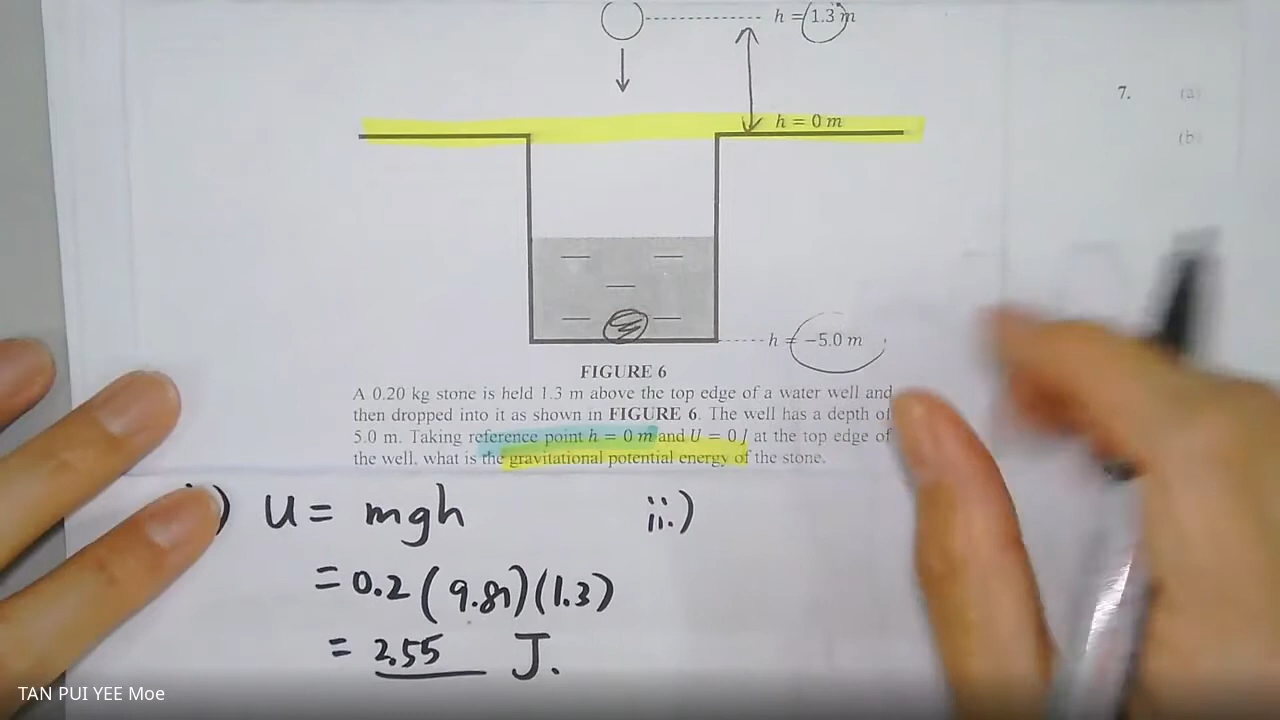 h = 1.3 m
h = 0 m
7. (a)
(b)
h = −5.0 m
FIGURE 6
A 0.20 kg stone is held 1.3 m above the top edge of a water well and
then dropped into it as shown in FIGURE 6. The well has a depth of
5.0 m. Taking reference point h = 0 m and U = 0 J at the top edge of
the well, what is the gravitational potential energy of the stone.
) U = mgh
ii.)
= 0.2 (9.81)(1.3)
= 2.55 J.
TAN PUI YEE Moe